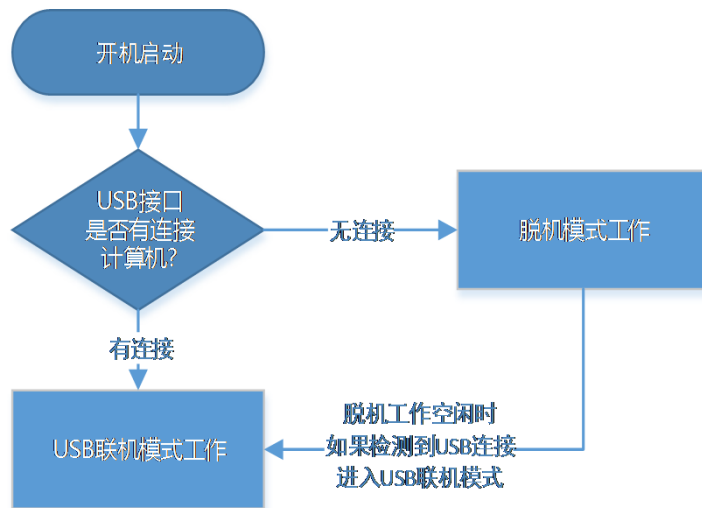 开机启动
USB接口
是否有连接
计算机?
无连接
脱机模式工作
有连接
脱机工作空闲时
如果检测到USB连接
进入USB联机模式
USB联机模式工作